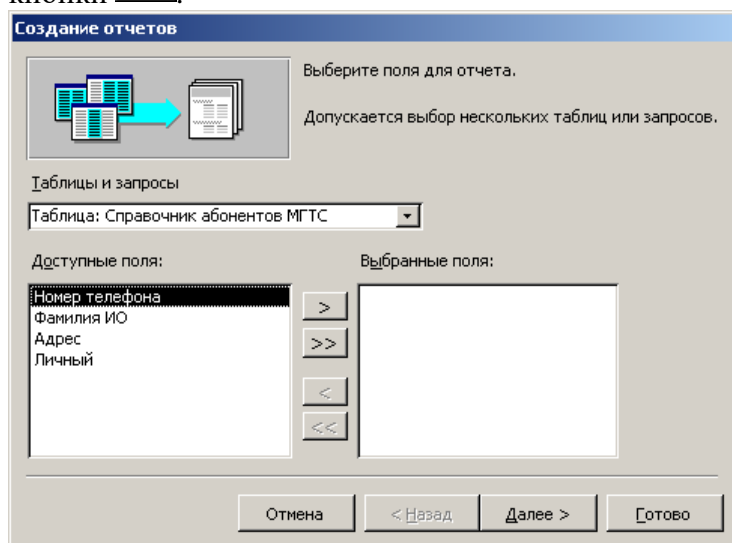 кнопки
Создание отчетов
Выберите поля для отчета.
Допускается выбор нескольких таблиц или запросов.
Таблицы и запросы
Таблица: Справочник абонентов МГТС
Доступные поля:
Выбранные поля:
Номер телефона
Фамилия ИО
Адрес
Личный
>
>>
<
<<
Отмена
< Назад
Далее >
Готово